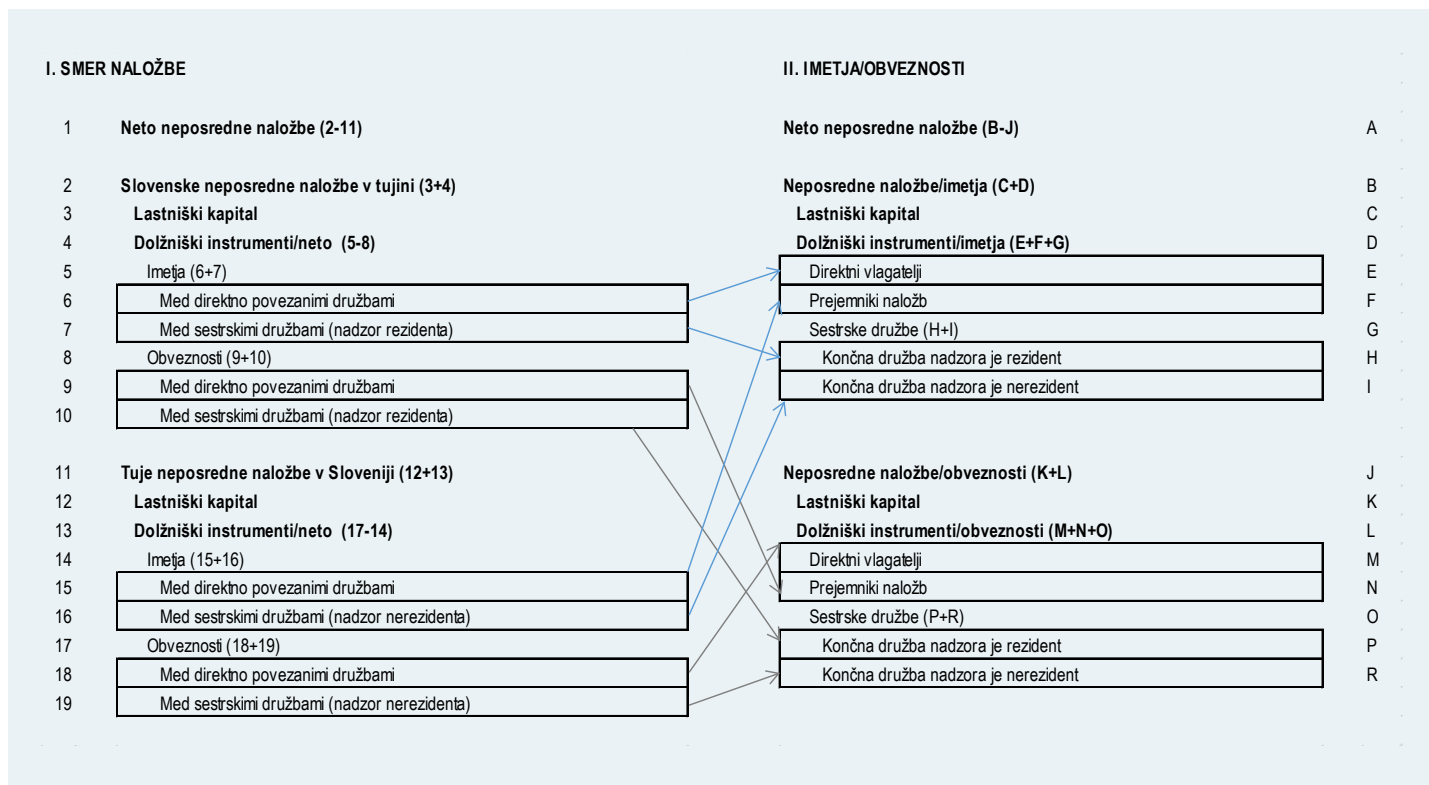 I. SMER NALOŽBE II. IMETJA/OBVEZNOSTI
1 Neto neposredne naložbe (2-11) Neto neposredne naložbe (B-J) A
2 Slovenske neposredne naložbe v tujini (3+4) Neposredne naložbe/imetja (C+D) B
3 Lastniški kapital Lastniški kapital C
4 Dolžniški instrumenti/neto (5-8) Dolžniški instrumenti/imetja (E+F+G) D
5 Imetja (6+7) Direktni vlagatelji E
6 Med direktno povezanimi družbami Prejemniki naložb F
7 Med sestrskimi družbami (nadzor rezidenta) Sestrske družbe (H+I) G
8 Obveznosti (9+10) Končna družba nadzora je rezident H
9 Med direktno povezanimi družbami Končna družba nadzora je nerezident I
10 Med sestrskimi družbami (nadzor rezidenta)
11 Tuje neposredne naložbe v Sloveniji (12+13) Neposredne naložbe/obveznosti (K+L) J
12 Lastniški kapital Lastniški kapital K
13 Dolžniški instrumenti/neto (17-14) Dolžniški instrumenti/obveznosti (M+N+O) L
14 Imetja (15+16) Direktni vlagatelji M
15 Med direktno povezanimi družbami Prejemniki naložb N
16 Med sestrskimi družbami (nadzor nerezidenta) Sestrske družbe (P+R) O
17 Obveznosti (18+19) Končna družba nadzora je rezident P
18 Med direktno povezanimi družbami Končna družba nadzora je nerezident R
19 Med sestrskimi družbami (nadzor nerezidenta)